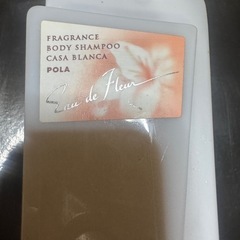 FRAGRANCE
BODY SHAMPOO
CASA BLANCA
POLA
Eau de Fleur